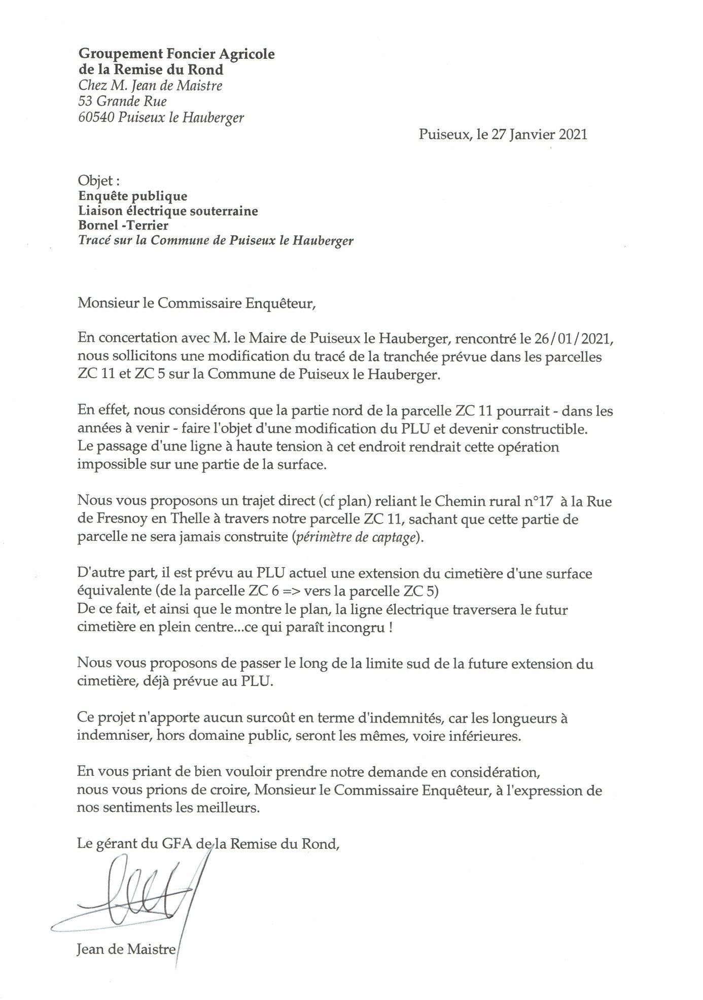 Groupement Foncier Agricole
de la Remise du Rond
Chez M. Jean de Maistre
53 Grande Rue
60540 Puiseux le Hauberger
Puiseux, le 27 Janvier 2021
Objet :
Enquête publique
Liaison électrique souterraine
Bornel -Terrier
Tracé sur la Commune de Puiseux le Hauberger
Monsieur le Commissaire Enquêteur,
En concertation avec M. le Maire de Puiseux le Hauberger, rencontré le 26/01/2021,
nous sollicitons une modification du tracé de la tranchée prévue dans les parcelles
ZC 11 et ZC 5 sur la Commune de Puiseux le Hauberger.
En effet, nous considérons que la partie nord de la parcelle ZC 11 pourrait - dans les
années à venir - faire l'objet d'une modification du PLU et devenir constructible.
Le passage d'une ligne à haute tension à cet endroit rendrait cette opération
impossible sur une partie de la surface.
Nous vous proposons un trajet direct (cf plan) reliant le Chemin rural n°17 à la Rue
de Fresnoy en Thelle à travers notre parcelle ZC 11, sachant que cette partie de
parcelle ne sera jamais construite (périmètre de captage).
D'autre part, il est prévu au PLU actuel une extension du cimetière d'une surface
équivalente (de la parcelle ZC 6 => vers la parcelle ZC 5)
De ce fait, et ainsi que le montre le plan, la ligne électrique traversera le futur
cimetière en plein centre...ce qui paraît incongru !
Nous vous proposons de passer le long de la limite sud de la future extension du
cimetière, déjà prévue au PLU.
Ce projet n'apporte aucun surcoût en terme d'indemnités, car les longueurs à
indemniser, hors domaine public, seront les mêmes, voire inférieures.
En vous priant de bien vouloir prendre notre demande en considération,
nous vous prions de croire, Monsieur le Commissaire Enquêteur, à l'expression de
nos sentiments les meilleurs.
Le gérant du GFA de la Remise du Rond,
Jean de Maistre